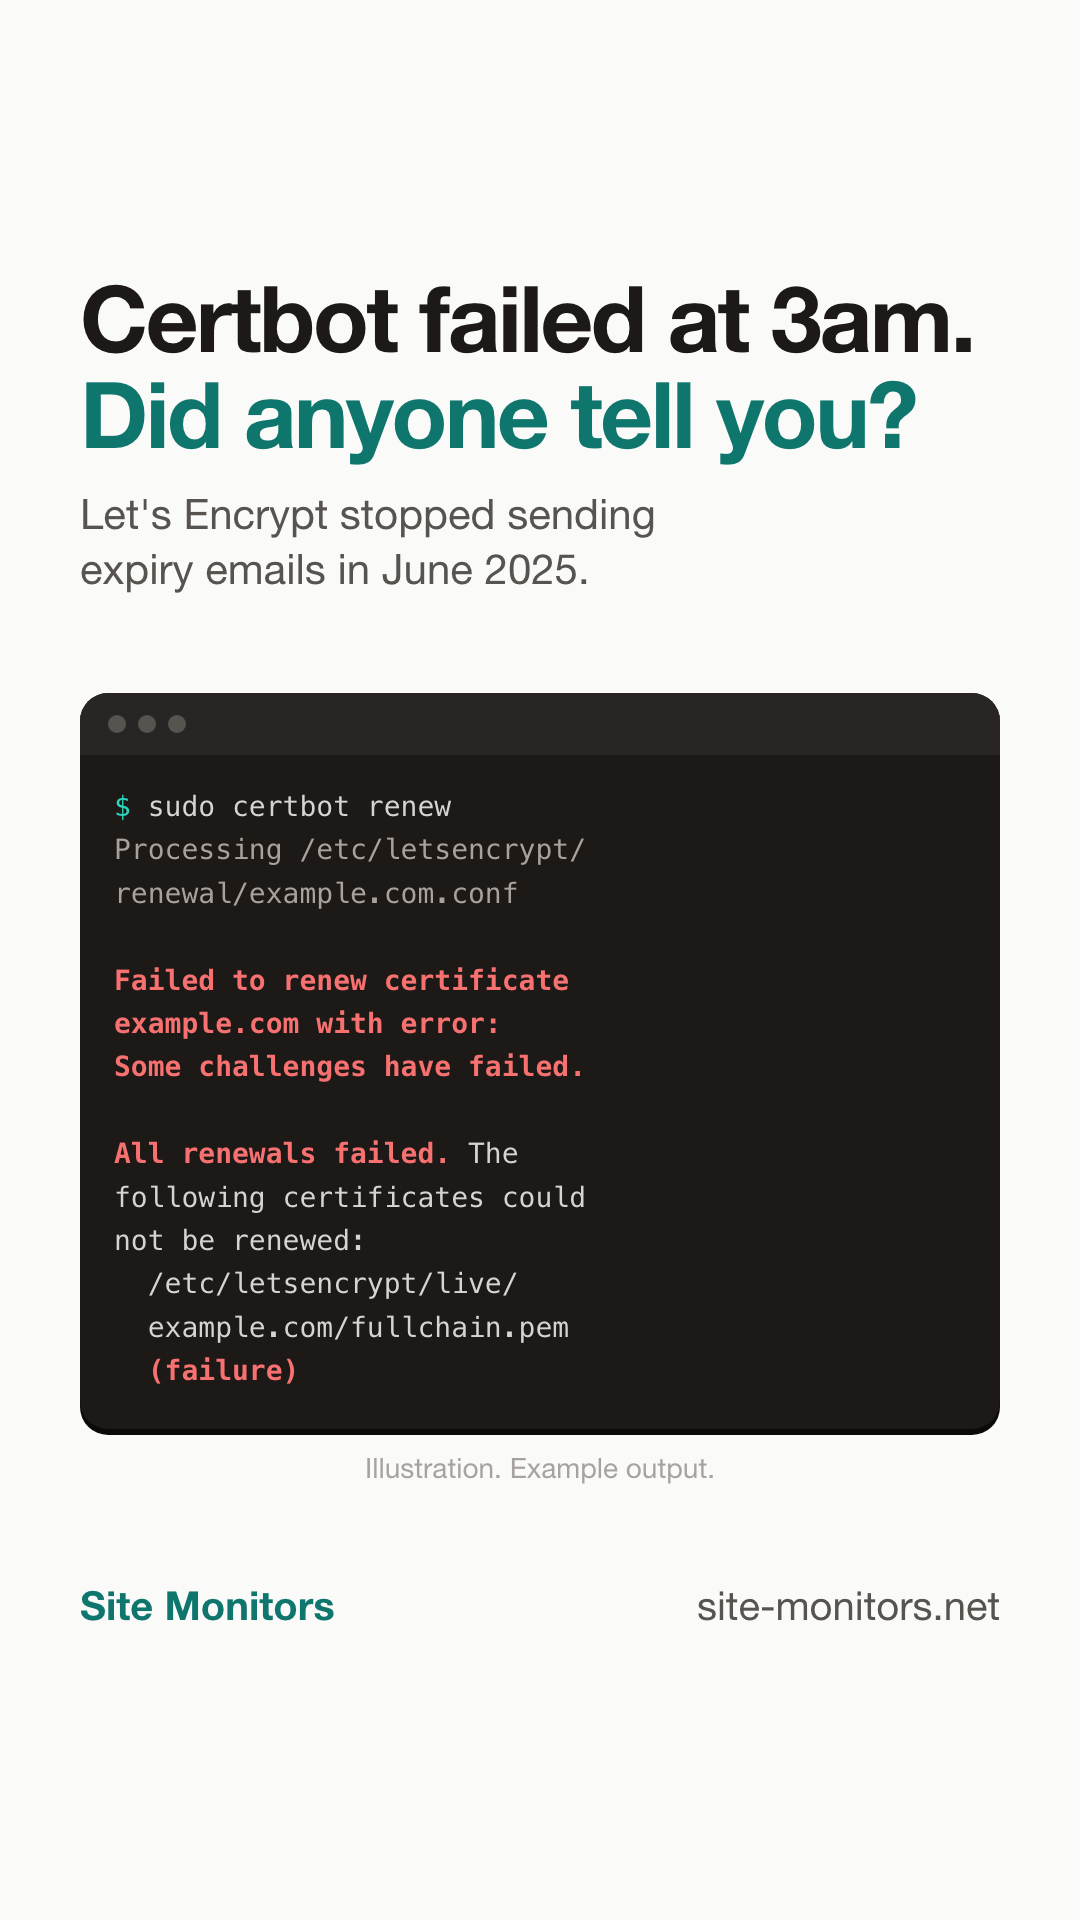 Certbot failed at 3am.
Did anyone tell you?
Let's Encrypt stopped sending
expiry emails in June 2025.
$ sudo certbot renew
Processing /etc/letsencrypt/
renewal/example.com.conf
Failed to renew certificate
example.com with error:
Some challenges have failed.
All renewals failed. The
following certificates could
not be renewed:
/etc/letsencrypt/live/
example.com/fullchain.pem
(failure)
Illustration. Example output.
Site Monitors
site-monitors.net